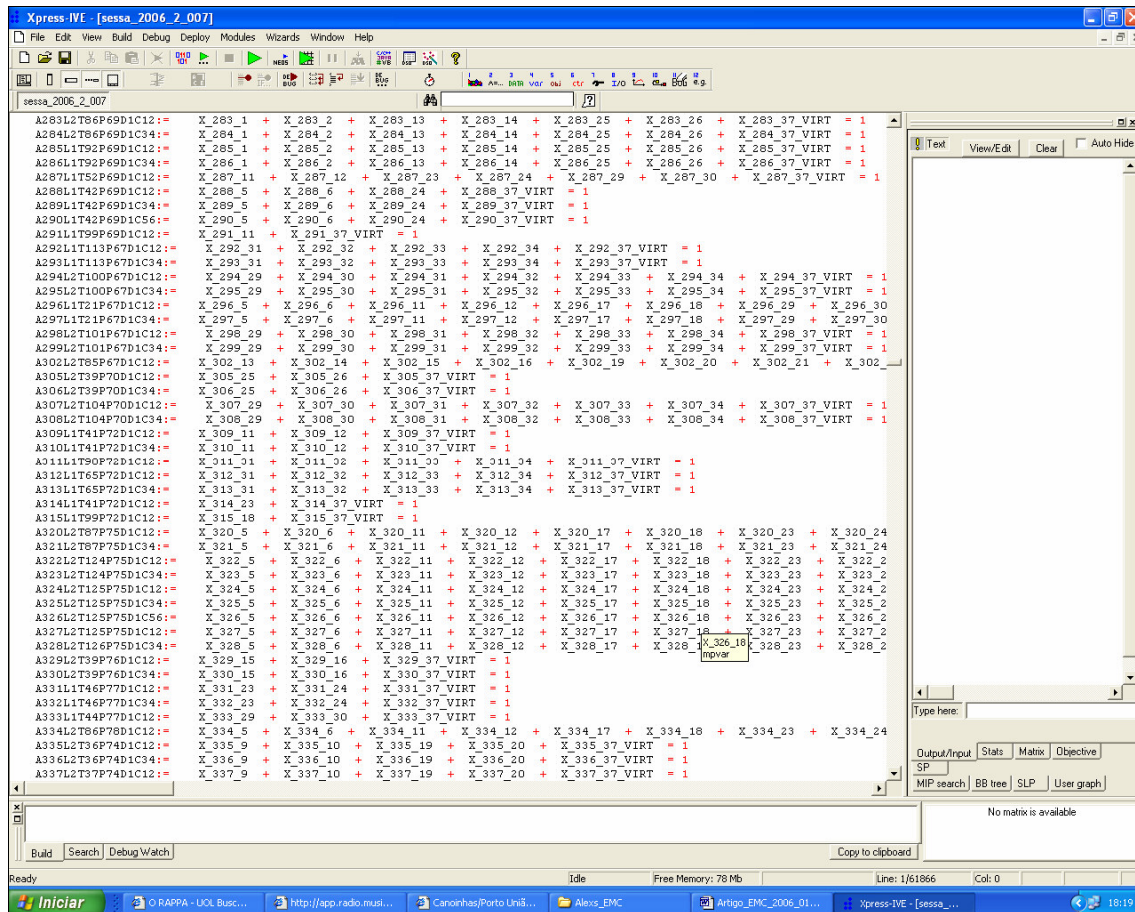 Xpress-IVE - [sessa_2006_2_007]
File Edit View Build Debug Deploy Modules Wizards Window Help
sessa_2006_2_007
A283L2T86P69D1C12:= X_283_1 + X_283_2 + X_283_13 + X_283_14 + X_283_25 + X_283_26 + X_283_37_VIRT = 1
A284L2T86P69D1C34:= X_284_1 + X_284_2 + X_284_13 + X_284_14 + X_284_25 + X_284_26 + X_284_37_VIRT = 1
A285L1T92P69D1C12:= X_285_1 + X_285_2 + X_285_13 + X_285_14 + X_285_25 + X_285_26 + X_285_37_VIRT = 1
A286L1T92P69D1C34:= X_286_1 + X_286_2 + X_286_13 + X_286_14 + X_286_25 + X_286_26 + X_286_37_VIRT = 1
A287L1T52P69D1C12:= X_287_11 + X_287_12 + X_287_23 + X_287_24 + X_287_29 + X_287_30 + X_287_37_VIRT = 1
A288L1T42P69D1C12:= X_288_5 + X_288_6 + X_288_24 + X_288_37_VIRT = 1
A289L1T42P69D1C34:= X_289_5 + X_289_6 + X_289_24 + X_289_37_VIRT = 1
A290L1T42P69D1C56:= X_290_5 + X_290_6 + X_290_24 + X_290_37_VIRT = 1
A291L1T99P69D1C12:= X_291_11 + X_291_37_VIRT = 1
A292L1T113P67D1C12:= X_292_31 + X_292_32 + X_292_33 + X_292_34 + X_292_37_VIRT = 1
A293L1T113P67D1C34:= X_293_31 + X_293_32 + X_293_33 + X_293_34 + X_293_37_VIRT = 1
A294L2T100P67D1C12:= X_294_29 + X_294_30 + X_294_31 + X_294_32 + X_294_33 + X_294_34 + X_294_37_VIRT = 1
A295L2T100P67D1C34:= X_295_29 + X_295_30 + X_295_31 + X_295_32 + X_295_33 + X_295_34 + X_295_37_VIRT = 1
A296L1T21P67D1C12:= X_296_5 + X_296_6 + X_296_11 + X_296_12 + X_296_17 + X_296_18 + X_296_29 + X_296_30
A297L1T21P67D1C34:= X_297_5 + X_297_6 + X_297_11 + X_297_12 + X_297_17 + X_297_18 + X_297_29 + X_297_30
A298L2T101P67D1C12:= X_298_29 + X_298_30 + X_298_31 + X_298_32 + X_298_33 + X_298_34 + X_298_37_VIRT = 1
A299L2T101P67D1C34:= X_299_29 + X_299_30 + X_299_31 + X_299_32 + X_299_33 + X_299_34 + X_299_37_VIRT = 1
A302L2T85P67D1C12:= X_302_13 + X_302_14 + X_302_15 + X_302_16 + X_302_19 + X_302_20 + X_302_21 + X_302_
A305L2T39P70D1C12:= X_305_25 + X_305_26 + X_305_37_VIRT = 1
A306L2T39P70D1C34:= X_306_25 + X_306_26 + X_306_37_VIRT = 1
A307L2T104P70D1C12:= X_307_29 + X_307_30 + X_307_31 + X_307_32 + X_307_33 + X_307_34 + X_307_37_VIRT = 1
A308L2T104P70D1C34:= X_308_29 + X_308_30 + X_308_31 + X_308_32 + X_308_33 + X_308_34 + X_308_37_VIRT = 1
A309L1T41P72D1C12:= X_309_11 + X_309_12 + X_309_37_VIRT = 1
A310L1T41P72D1C34:= X_310_11 + X_310_12 + X_310_37_VIRT = 1
A311L1T90P72D1C12:= X_311_31 + X_311_32 + X_311_33 + X_311_34 + X_311_37_VIRT = 1
A312L1T65P72D1C12:= X_312_31 + X_312_32 + X_312_33 + X_312_34 + X_312_37_VIRT = 1
A313L1T65P72D1C34:= X_313_31 + X_313_32 + X_313_33 + X_313_34 + X_313_37_VIRT = 1
A314L1T41P72D1C12:= X_314_23 + X_314_37_VIRT = 1
A315L1T99P72D1C12:= X_315_18 + X_315_37_VIRT = 1
A320L2T87P75D1C12:= X_320_5 + X_320_6 + X_320_11 + X_320_12 + X_320_17 + X_320_18 + X_320_23 + X_320_24
A321L2T87P75D1C34:= X_321_5 + X_321_6 + X_321_11 + X_321_12 + X_321_17 + X_321_18 + X_321_23 + X_321_24
A322L2T124P75D1C12:= X_322_5 + X_322_6 + X_322_11 + X_322_12 + X_322_17 + X_322_18 + X_322_23 + X_322_2
A323L2T124P75D1C34:= X_323_5 + X_323_6 + X_323_11 + X_323_12 + X_323_17 + X_323_18 + X_323_23 + X_323_2
A324L2T125P75D1C12:= X_324_5 + X_324_6 + X_324_11 + X_324_12 + X_324_17 + X_324_18 + X_324_23 + X_324_2
A325L2T125P75D1C34:= X_325_5 + X_325_6 + X_325_11 + X_325_12 + X_325_17 + X_325_18 + X_325_23 + X_325_2
A326L2T125P75D1C56:= X_326_5 + X_326_6 + X_326_11 + X_326_12 + X_326_17 + X_326_18 + X_326_23 + X_326_2
A327L2T125P75D1C12:= X_327_5 + X_327_6 + X_327_11 + X_327_12 + X_327_17 + X_327_18 + X_327_23 + X_327_2
A328L2T126P75D1C34:= X_328_5 + X_328_6 + X_328_11 + X_328_12 + X_328_17 + X_328_1 X_328_23 + X_328_2
X_326_18
mpvar
A329L2T39P76D1C12:= X_329_15 + X_329_16 + X_329_37_VIRT = 1
A330L2T39P76D1C34:= X_330_15 + X_330_16 + X_330_37_VIRT = 1
A331L1T46P77D1C12:= X_331_23 + X_331_24 + X_331_37_VIRT = 1
A332L1T46P77D1C34:= X_332_23 + X_332_24 + X_332_37_VIRT = 1
A333L1T44P77D1C12:= X_333_29 + X_333_30 + X_333_37_VIRT = 1
A334L2T86P78D1C12:= X_334_5 + X_334_6 + X_334_11 + X_334_12 + X_334_17 + X_334_18 + X_334_23 + X_334_24
A335L2T36P74D1C12:= X_335_9 + X_335_10 + X_335_19 + X_335_20 + X_335_37_VIRT = 1
A336L2T36P74D1C34:= X_336_9 + X_336_10 + X_336_19 + X_336_20 + X_336_37_VIRT = 1
A337L2T37P74D1C12:= X_337_9 + X_337_10 + X_337_19 + X_337_20 + X_337_37_VIRT = 1
Text View/Edit Clear Auto Hide
Type here:
Output/Input Stats Matrix Objective
SP
MIP search BB tree SLP User graph
No matrix is available
Build Search Debug Watch Copy to clipboard
Ready Idle Free Memory: 78 Mb Line: 1/61866 Col: 0
Iniciar O RAPPA - UOL Busc... http://app.radio.musi... Canoinhas/Porto Uniã... Alexs_EMC Artigo_EMC_2006_01... Xpress-IVE - [sessa_... 18:19